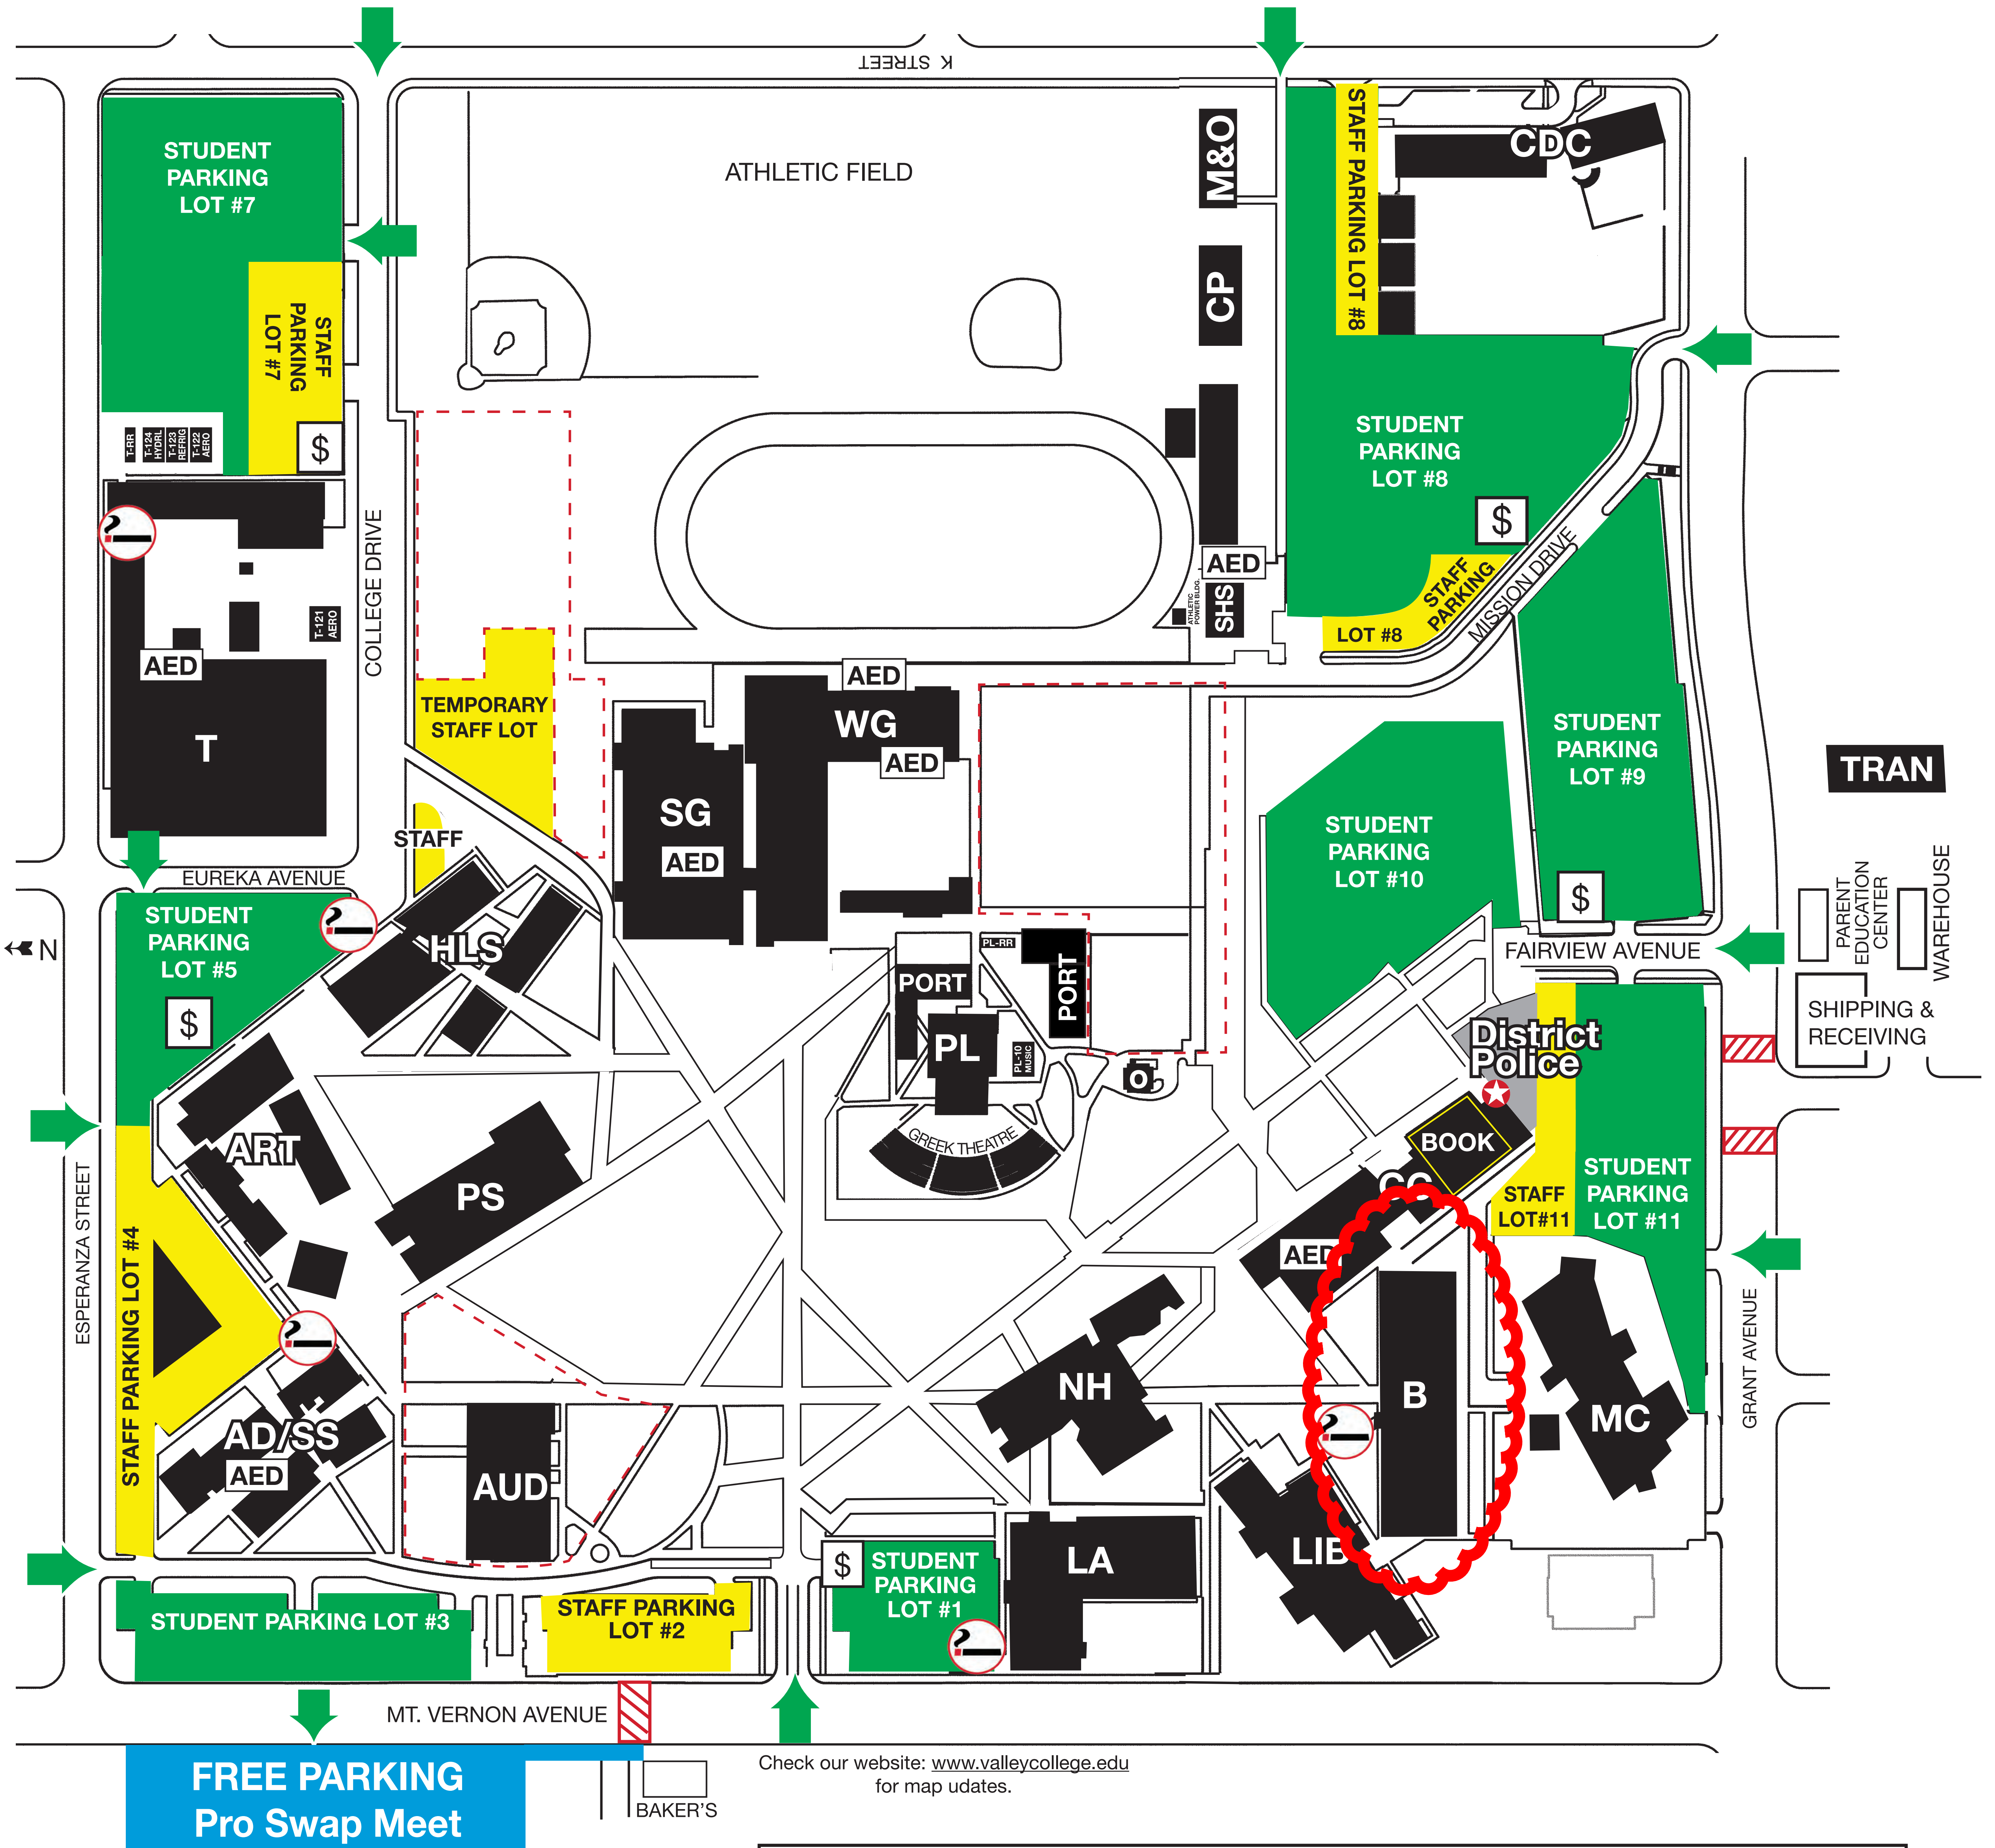 K STREET
STUDENT
PARKING
LOT #7
ATHLETIC FIELD
M&O
STAFF PARKING LOT #8
CDC
STAFF
PARKING
LOT #7
CP
$
T-RR
T-124
HYDRL
T-123
REFRIG
T-122
AERO
STUDENT
PARKING
LOT #8
$
COLLEGE DRIVE
AED
ATHLETIC
POWER BLDG.
SHS
STAFF
PARKING
LOT #8
MISSION DRIVE
T-121
AERO
AED
T
TEMPORARY
STAFF LOT
AED
WG
AED
SG
AED
STUDENT
PARKING
LOT #9
TRAN
STAFF
STUDENT
PARKING
LOT #10
$
EUREKA AVENUE
STUDENT
PARKING
LOT #5
$
N
HLS
PL-RR
PORT
PORT
PL
PL-10
MUSIC
O
GREEK THEATRE
FAIRVIEW AVENUE
PARENT
EDUCATION
CENTER
WAREHOUSE
SHIPPING &
RECEIVING
District
Police
BOOK
CC
AED
STAFF
LOT#11
STUDENT
PARKING
LOT #11
ART
PS
ESPERANZA STREET
STAFF PARKING LOT #4
AD/SS
AED
AUD
NH
B
MC
GRANT AVENUE
LIB
LA
$
STUDENT
PARKING
LOT #1
STUDENT PARKING LOT #3
STAFF PARKING
LOT #2
MT. VERNON AVENUE
FREE PARKING
Pro Swap Meet
BAKER'S
Check our website: www.valleycollege.edu
for map udates.